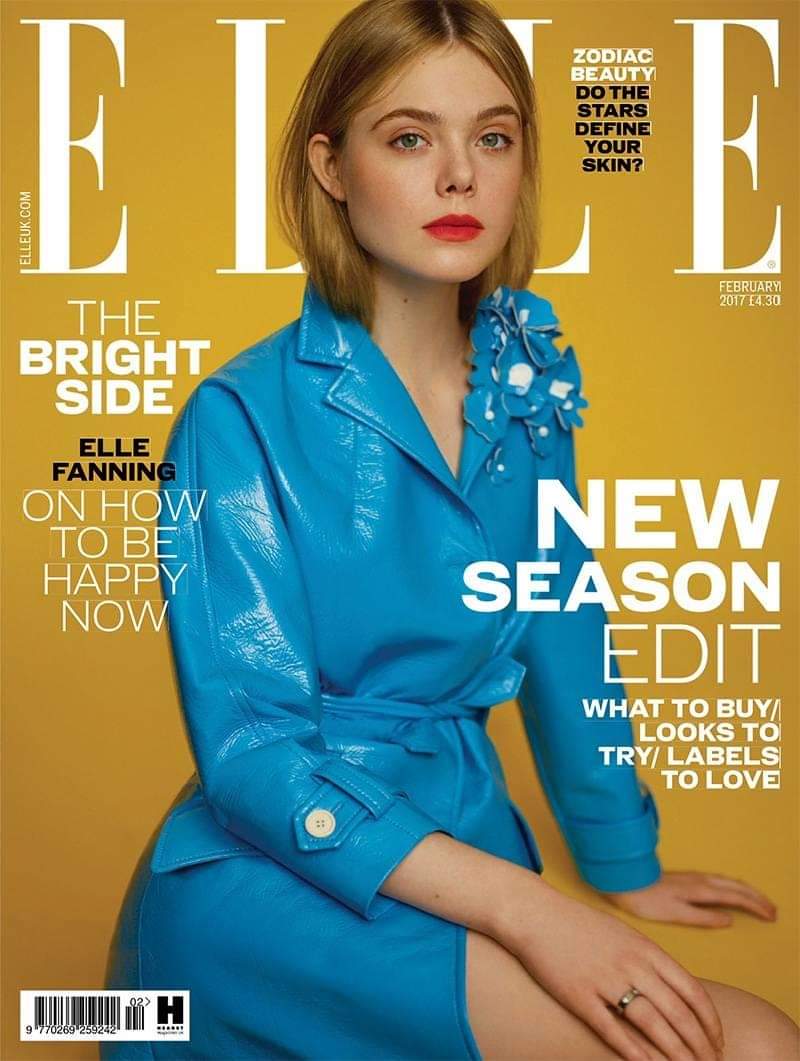 ELLE
ZODIAC
BEAUTY
DO THE
STARS
DEFINE
YOUR
SKIN?
ELLEUK.COM
FEBRUARY
2017 £4.30
THE
BRIGHT
SIDE
ELLE
FANNING
ON HOW
TO BE
HAPPY
NOW
NEW
SEASON
EDIT
WHAT TO BUY/
LOOKS TO
TRY/ LABELS
TO LOVE
02>
H
HEARST
9 770269 259242